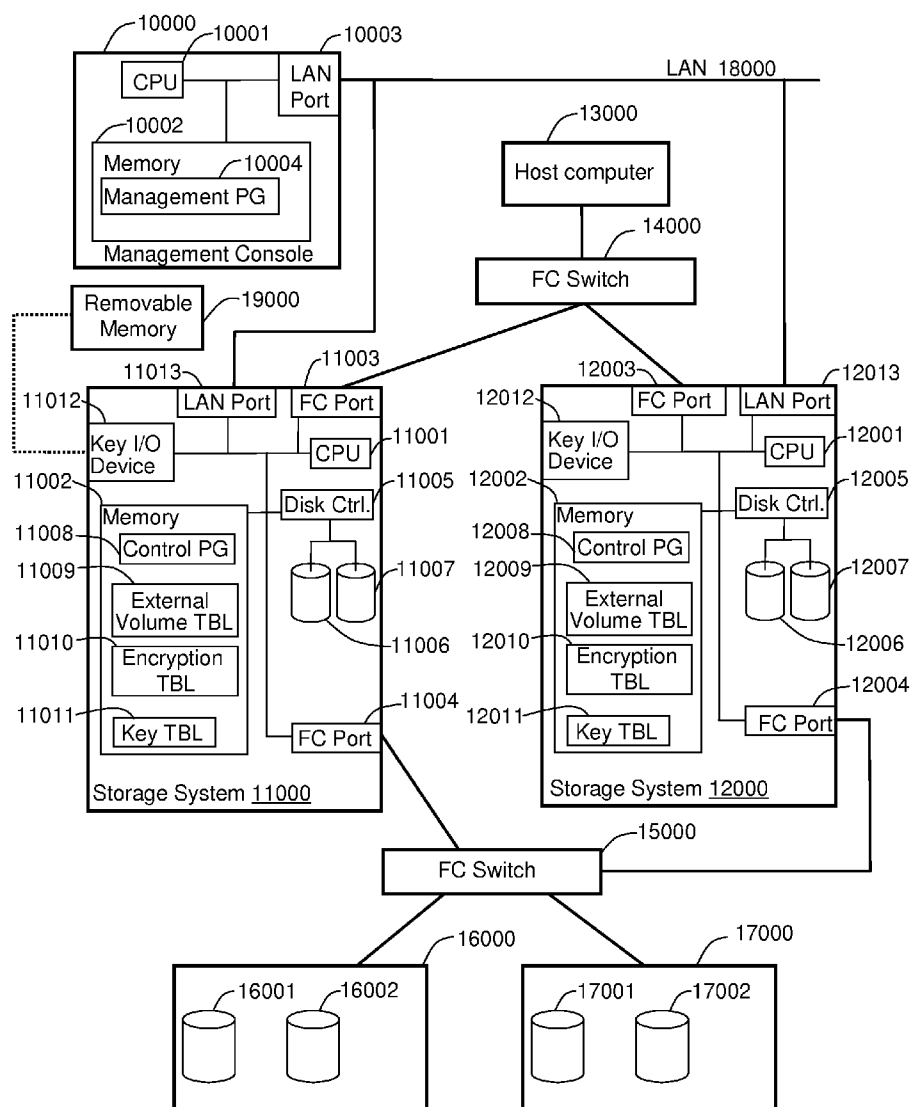 10000
10001
10003
CPU
LAN
Port
LAN 18000
10002
13000
Memory
10004
Management PG
Host computer
Management Console
14000
FC Switch
Removable
Memory
19000
11003
11013
12003
12013
11012
LAN Port
FC Port
12012
FC Port
LAN Port
Key I/O
Device
11001
CPU
Key I/O
Device
12001
CPU
11002
11005
12002
12005
Memory
Disk Ctrl.
Memory
Disk Ctrl.
11008
Control PG
12008
Control PG
11009
11007
12009
12007
External
Volume TBL
External
Volume TBL
11010
11006
12010
12006
Encryption
TBL
Encryption
TBL
11011
11004
12011
12004
Key TBL
FC Port
Key TBL
FC Port
Storage System 11000
Storage System 12000
15000
FC Switch
16000
17000
16001
16002
17001
17002